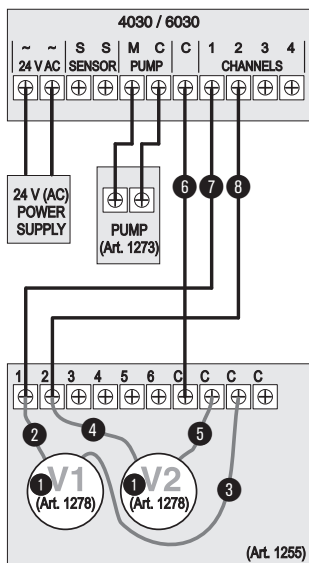 4030 / 6030
~ ~ S S M C C 1 2 3 4
24 V AC SENSOR PUMP CHANNELS
24 V (AC)
POWER
SUPPLY
PUMP
(Art. 1273)
6 7 8
1 2 3 4 5 6 C C C C
2 4 5
1 V1 1 V2 3
(Art. 1278) (Art. 1278)
(Art. 1255)